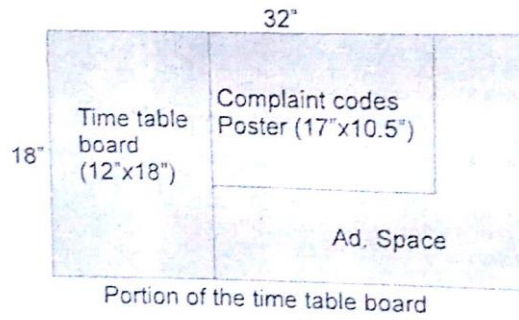 32"
Complaint codes
Poster (17"x10.5")
Time table
board
(12"x18")
18"
Ad. Space
Portion of the time table board